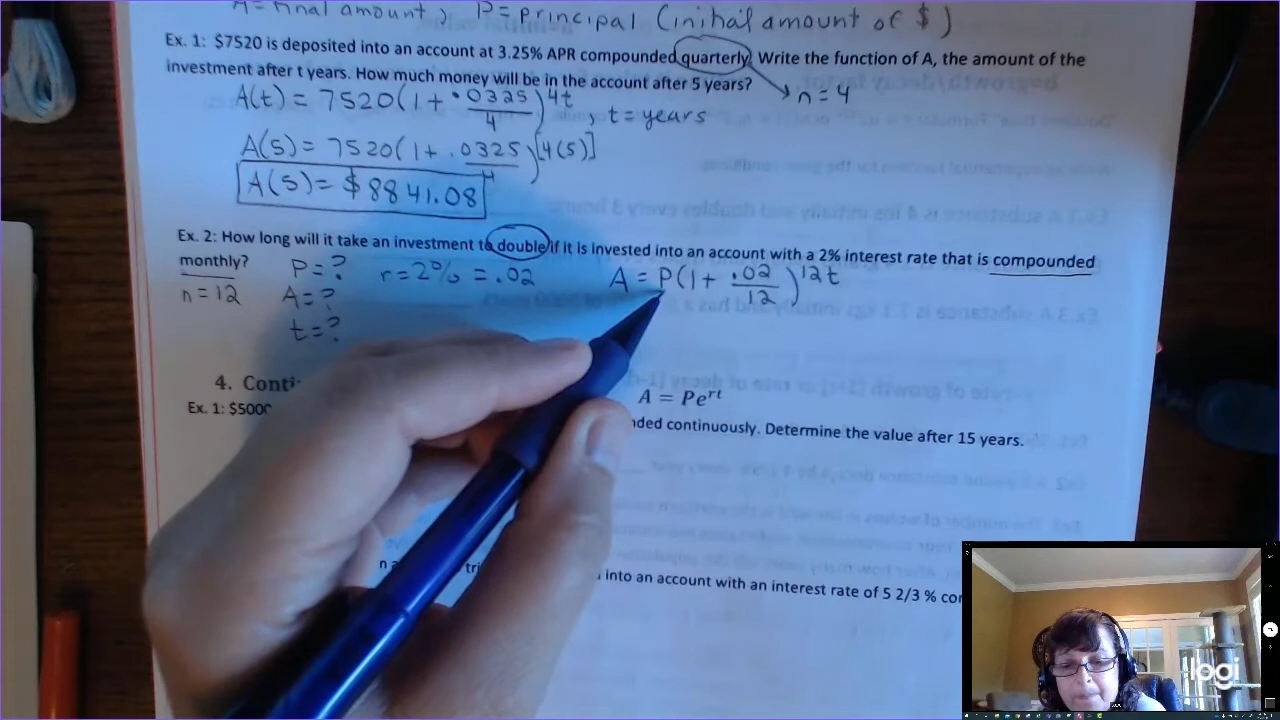 A = final amount, P = principal (initial amount of $)
Ex. 1: $7520 is deposited into an account at 3.25% APR compounded quarterly. Write the function of A, the amount of the
investment after t years. How much money will be in the account after 5 years?
n = 4
A(t) = 7520(1 + .0325/4)^4t, t = years
A(5) = 7520(1 + .0325/4)^[4(5)]
A(5) = $8841.08
Ex. 2: How long will it take an investment to double if it is invested into an account with a 2% interest rate that is compounded
monthly? P = ? r = 2% = .02 A = P(1 + .02/12)^12t
n = 12 A = ?
t = ?
4. Conti
A = Pe^rt
Ex. 1: $5000 nded continuously. Determine the value after 15 years.
into an account with an interest rate of 5 2/3 % co
logi